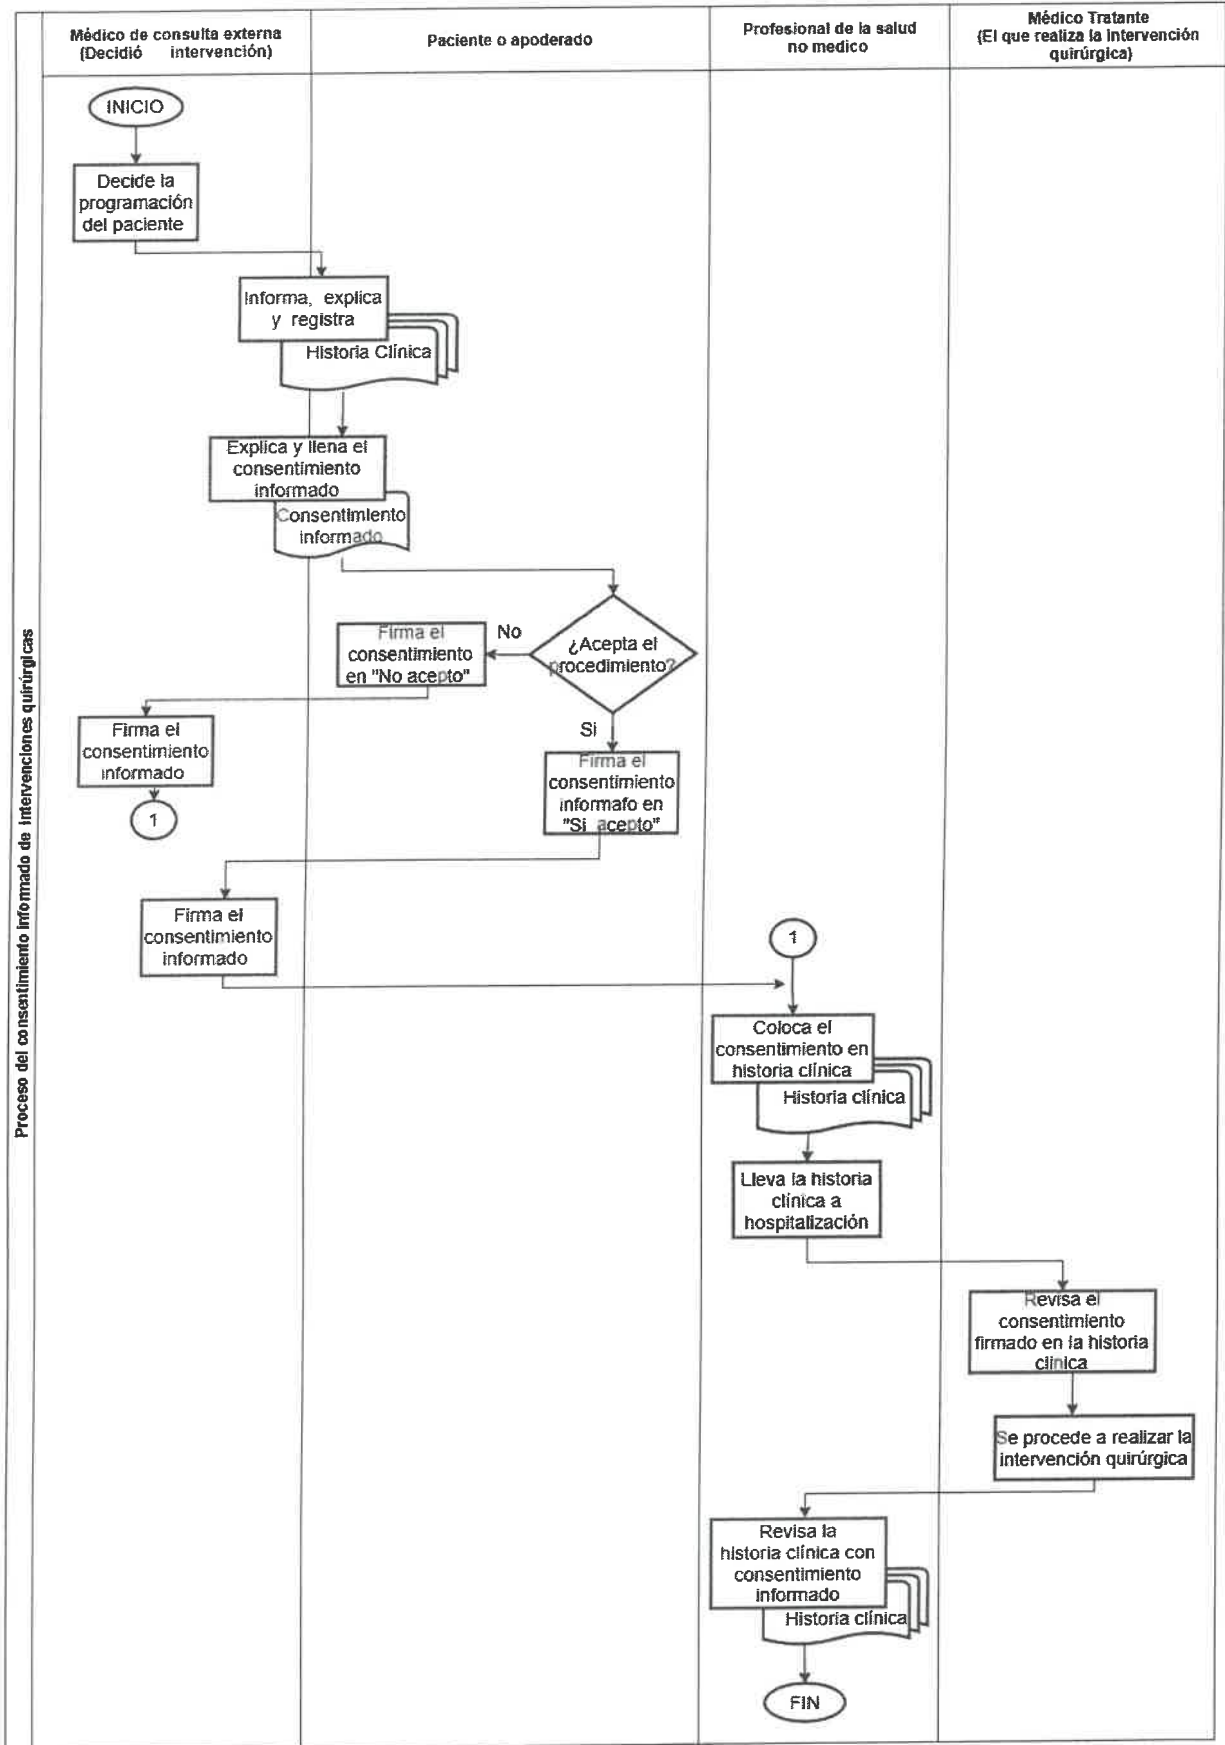 Médico de consulta externa
(Decidió intervención)
Paciente o apoderado
Profesional de la salud
no medico
Médico Tratante
(El que realiza la intervención
quirúrgica)
Proceso del consentimiento informado de intervenciones quirúrgicas
INICIO
Decide la
programación
del paciente
Informa, explica
y registra
Historia Clínica
Explica y llena el
consentimiento
informado
Consentimiento
informado
¿Acepta el
procedimiento?
No
Firma el
consentimiento
en "No acepto"
Firma el
consentimiento
informado
1
Si
Firma el
consentimiento
informafo en
"Si acepto"
Firma el
consentimiento
informado
1
Coloca el
consentimiento en
historia clínica
Historia clínica
Lleva la historia
clínica a
hospitalización
Revisa el
consentimiento
firmado en la historia
clinica
Se procede a realizar la
intervención quirúrgica
Revisa la
historia clínica con
consentimiento
informado
Historia clínica
FIN